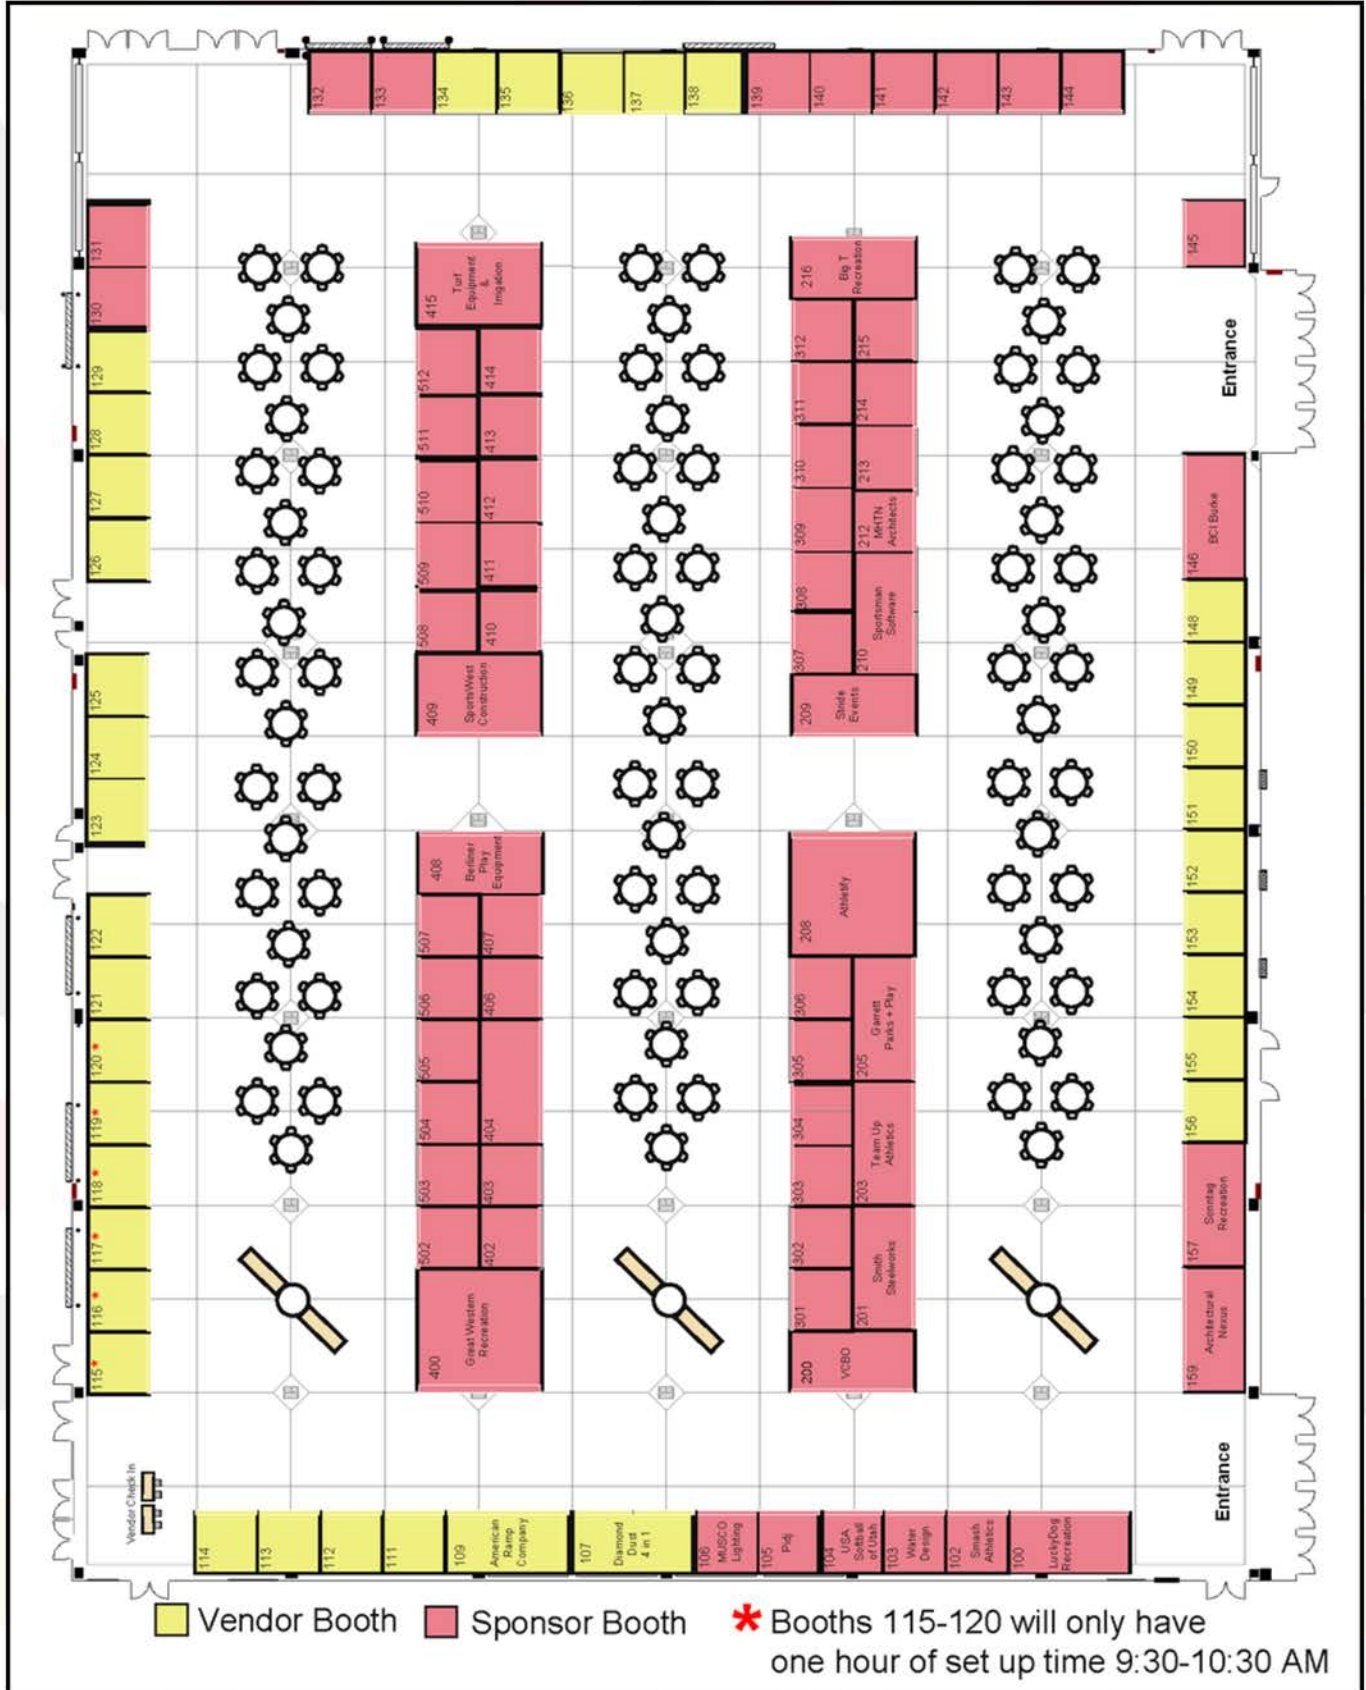 132
133
134
135
136
137
138
139
140
141
142
143
144
131
130
129
128
127
126
125
124
123
122
121
120*
119*
118*
117*
116*
115*
415
Turf
Equipment
&
Irrigation
512
414
511
413
510
412
509
411
508
410
409
SportsWest
Construction
408
Berliner
Play
Equipment
507
407
506
406
505
504
404
503
403
502
402
400
Great Western
Recreation
216
Big T
Recreation
312
215
311
214
310
213
309
212
MHTN
Architects
308
307
210
Sportsman
Software
209
Stride
Events
208
Athletify
306
305
205
Garrett
Parks + Play
304
303
203
Team Up
Athletics
302
301
201
Smith
Steelworks
200
VCBO
145
Entrance
146
BCI Burke
148
149
150
151
152
153
154
155
156
157
Sonntag
Recreation
159
Architectural
Nexus
Entrance
Vendor Check In
114
113
112
111
109
American
Ramp
Company
107
Diamond
Dust
4 in 1
106
MUSCO
Lighting
105
Pidj
104
USA
Softball
of Utah
103
Water
Design
102
Smash
Athletics
100
LuckyDog
Recreation
Vendor Booth
Sponsor Booth
* Booths 115-120 will only have
one hour of set up time 9:30-10:30 AM